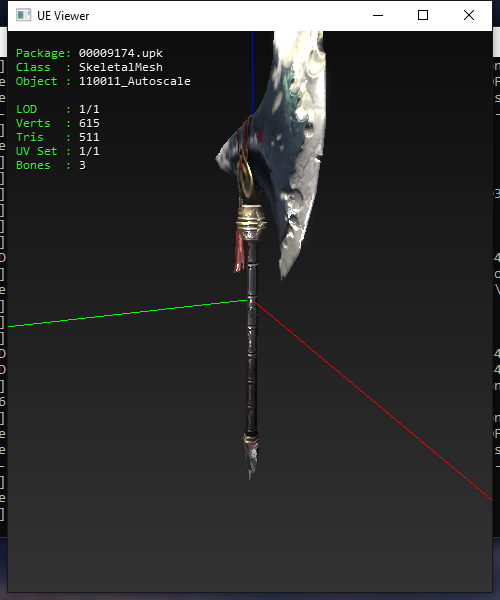 UE Viewer
Package: 00009174.upk
Class  : SkeletalMesh
Object : 110011_Autoscale
LOD    : 1/1
Verts  : 615
Tris   : 511
UV Set : 1/1
Bones  : 3